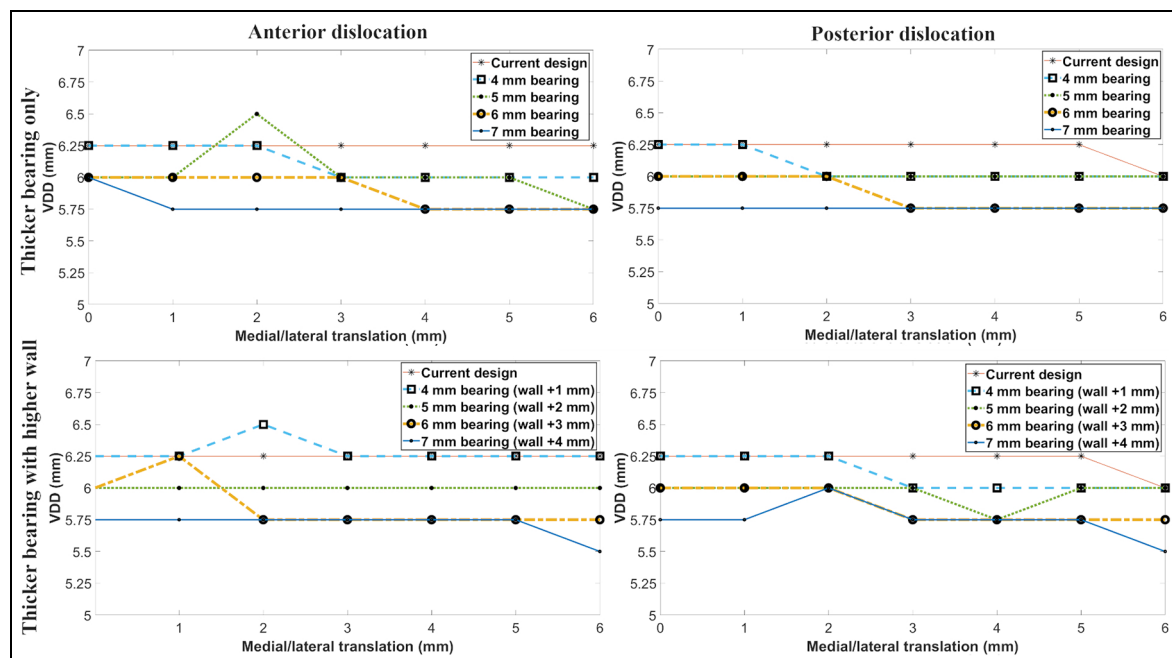 Anterior dislocation
Posterior dislocation
Thicker bearing only
7
6.75
6.5
6.25
6
5.75
5.5
5.25
5
VDD (mm)
Current design
4 mm bearing
5 mm bearing
6 mm bearing
7 mm bearing
0 1 2 3 4 5 6
Medial/lateral translation (mm)
7
6.75
6.5
6.25
6
5.75
5.5
5.25
5
VDD (mm)
Current design
4 mm bearing
5 mm bearing
6 mm bearing
7 mm bearing
0 1 2 3 4 5 6
Medial/lateral translation (mm)
Thicker bearing with higher wall
7
6.75
6.5
6.25
6
5.75
5.5
5.25
5
VDD (mm)
Current design
4 mm bearing (wall +1 mm)
5 mm bearing (wall +2 mm)
6 mm bearing (wall +3 mm)
7 mm bearing (wall +4 mm)
1 2 3 4 5 6
Medial/lateral translation (mm)
7
6.75
6.5
6.25
6
5.75
5.5
5.25
5
VDD (mm)
Current design
4 mm bearing (wall +1 mm)
5 mm bearing (wall +2 mm)
6 mm bearing (wall +3 mm)
7 mm bearing (wall +4 mm)
0 1 2 3 4 5 6
Medial/lateral translation (mm)